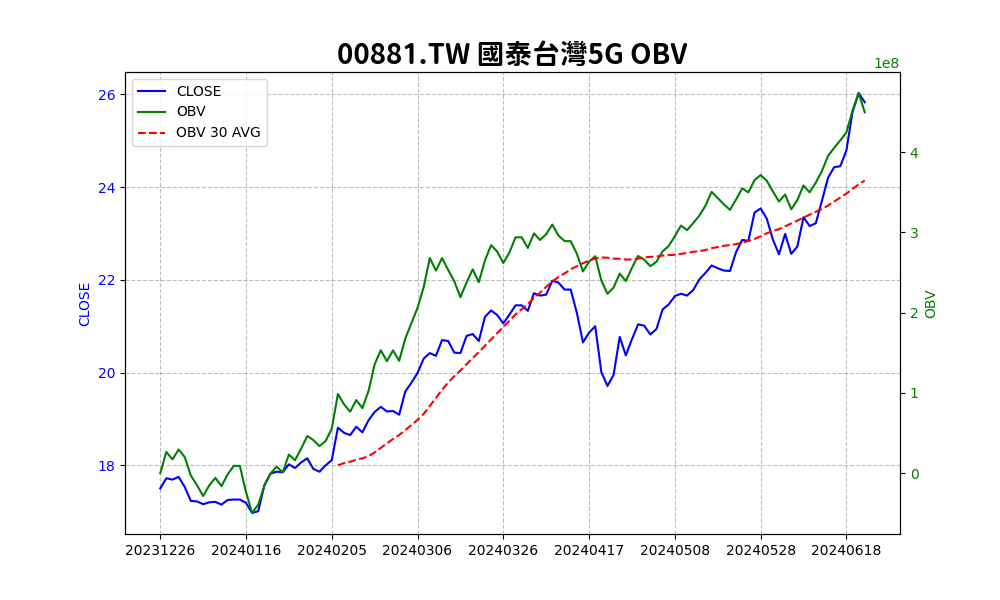 00881.TW 國泰台灣5G OBV
1e8
CLOSE
OBV
OBV 30 AVG
26
24
22
20
18
CLOSE
4
3
2
1
0
OBV
20231226
20240116
20240205
20240306
20240326
20240417
20240508
20240528
20240618